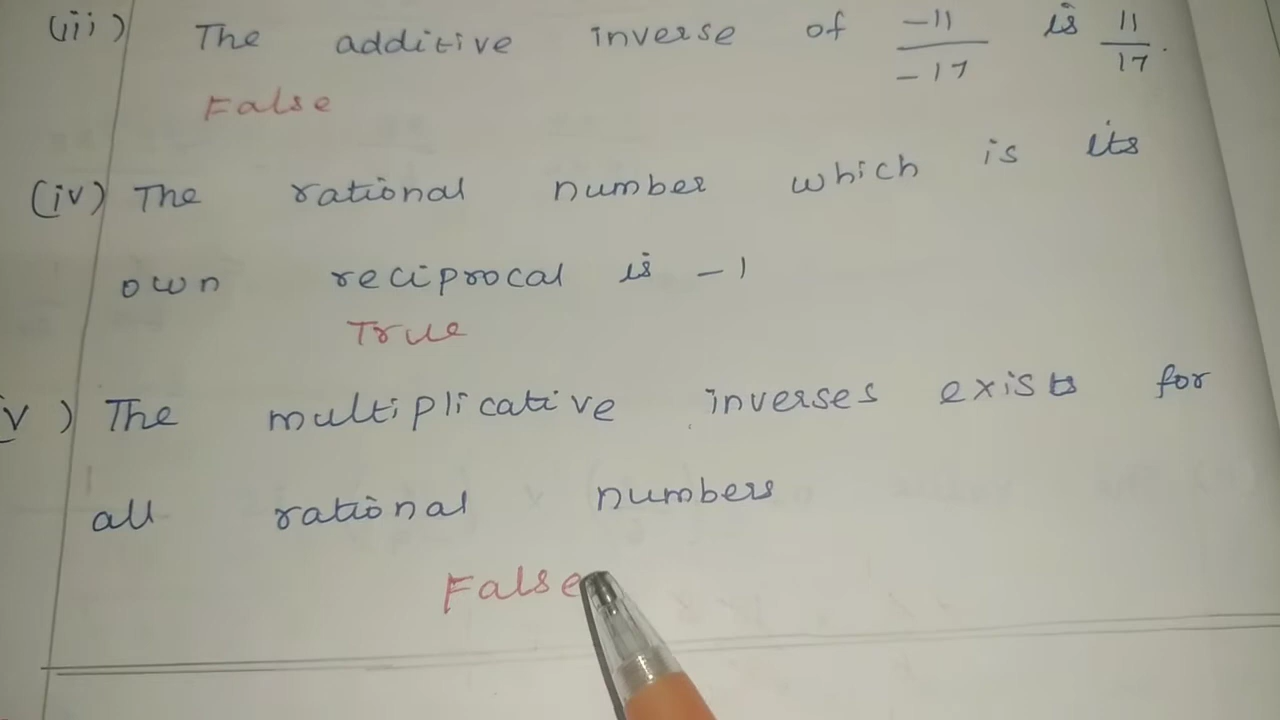 (iii) The additive inverse of -11/-17 is 11/17.
False
(iv) The rational number which is its
own reciprocal is -1
True
(v) The multiplicative inverses exists for
all rational numbers
False